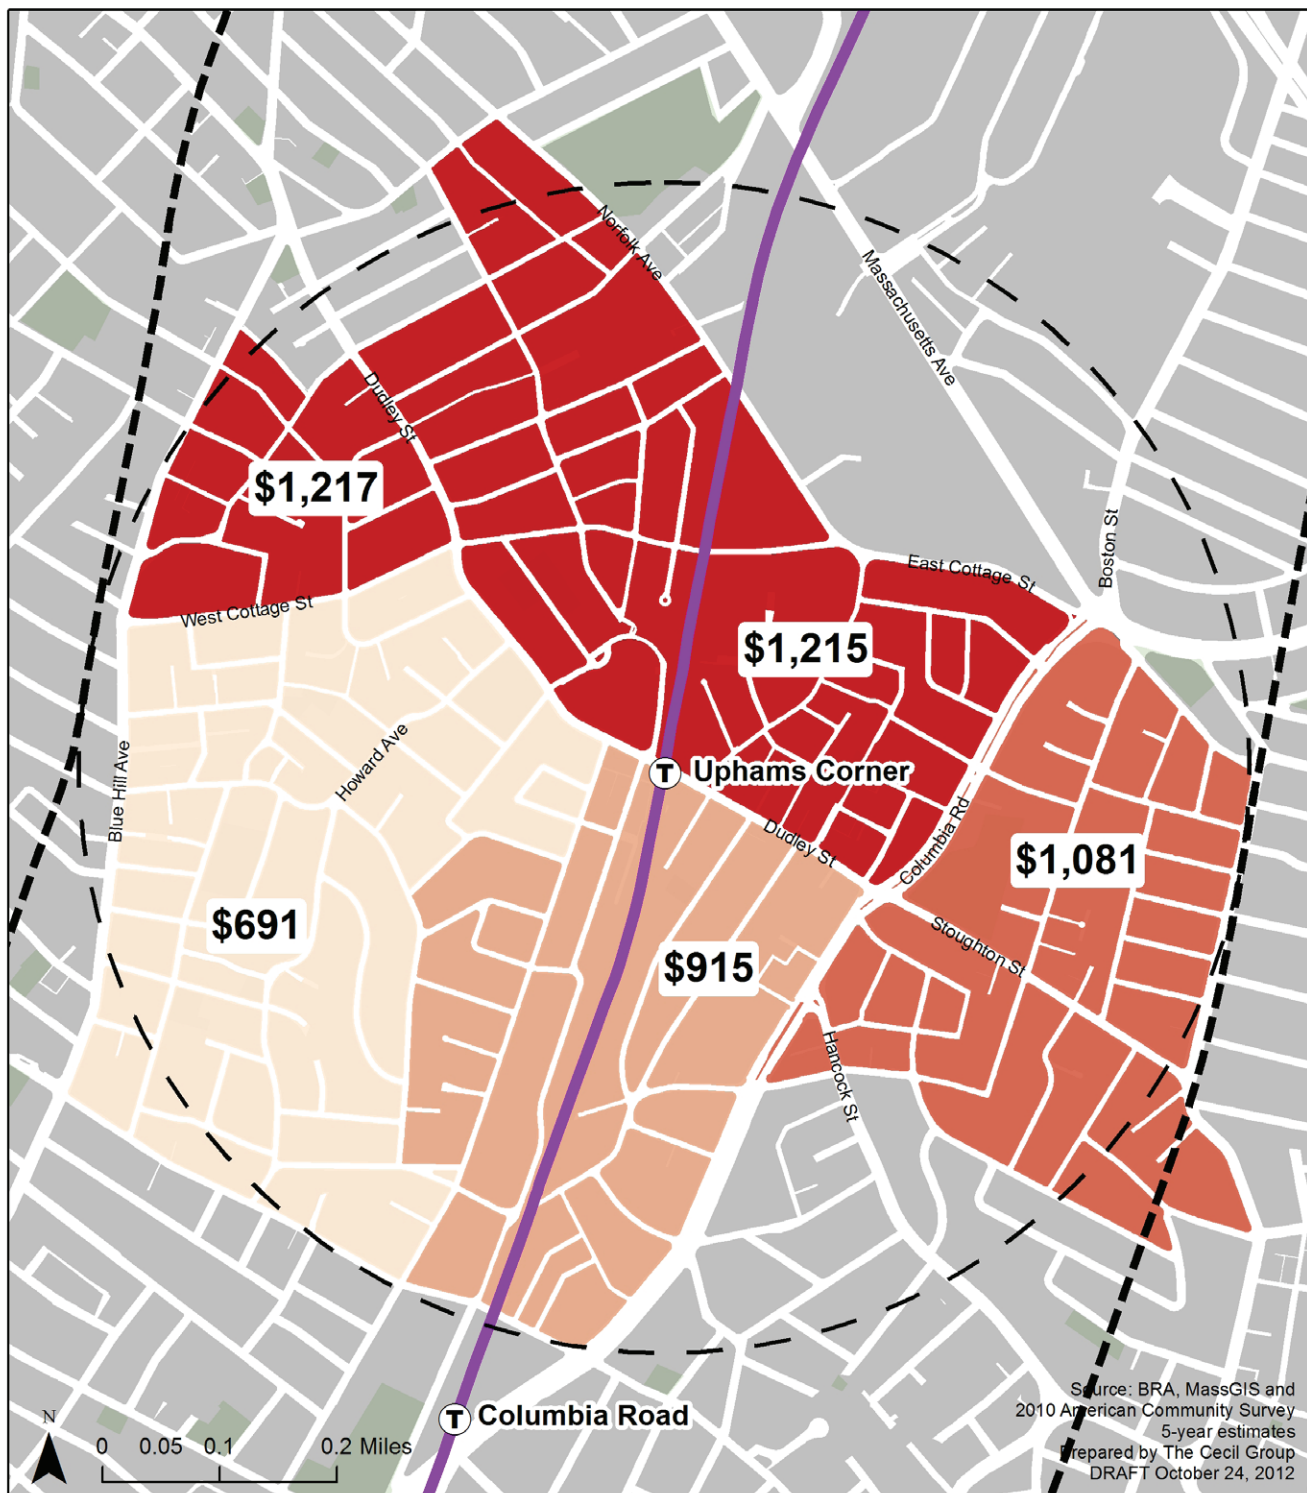 Norfolk Ave
Massachusetts Ave
Dudley St
$1,217
Boston St
East Cottage St
West Cottage St
$1,215
Howard Ave
Blue Hill Ave
T Uphams Corner
Dudley St
Columbia Rd
$1,081
$691
Stoughton St
$915
Hancock St
T Columbia Road
N
0 0.05 0.1 0.2 Miles
Source: BRA, MassGIS and
2010 American Community Survey
5-year estimates
Prepared by The Cecil Group
DRAFT October 24, 2012